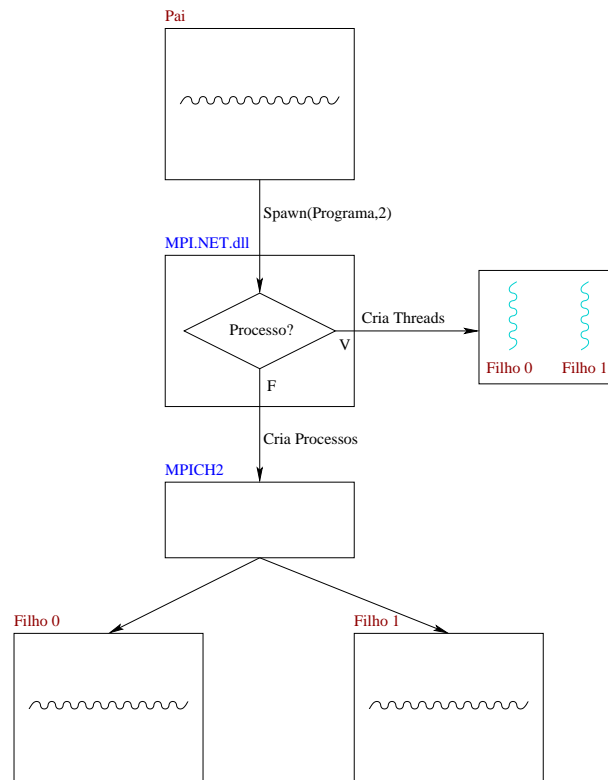 Pai
Spawn(Programa,2)
MPI.NET.dll
Processo?
V
Cria Threads
Filho 0
Filho 1
F
Cria Processos
MPICH2
Filho 0
Filho 1